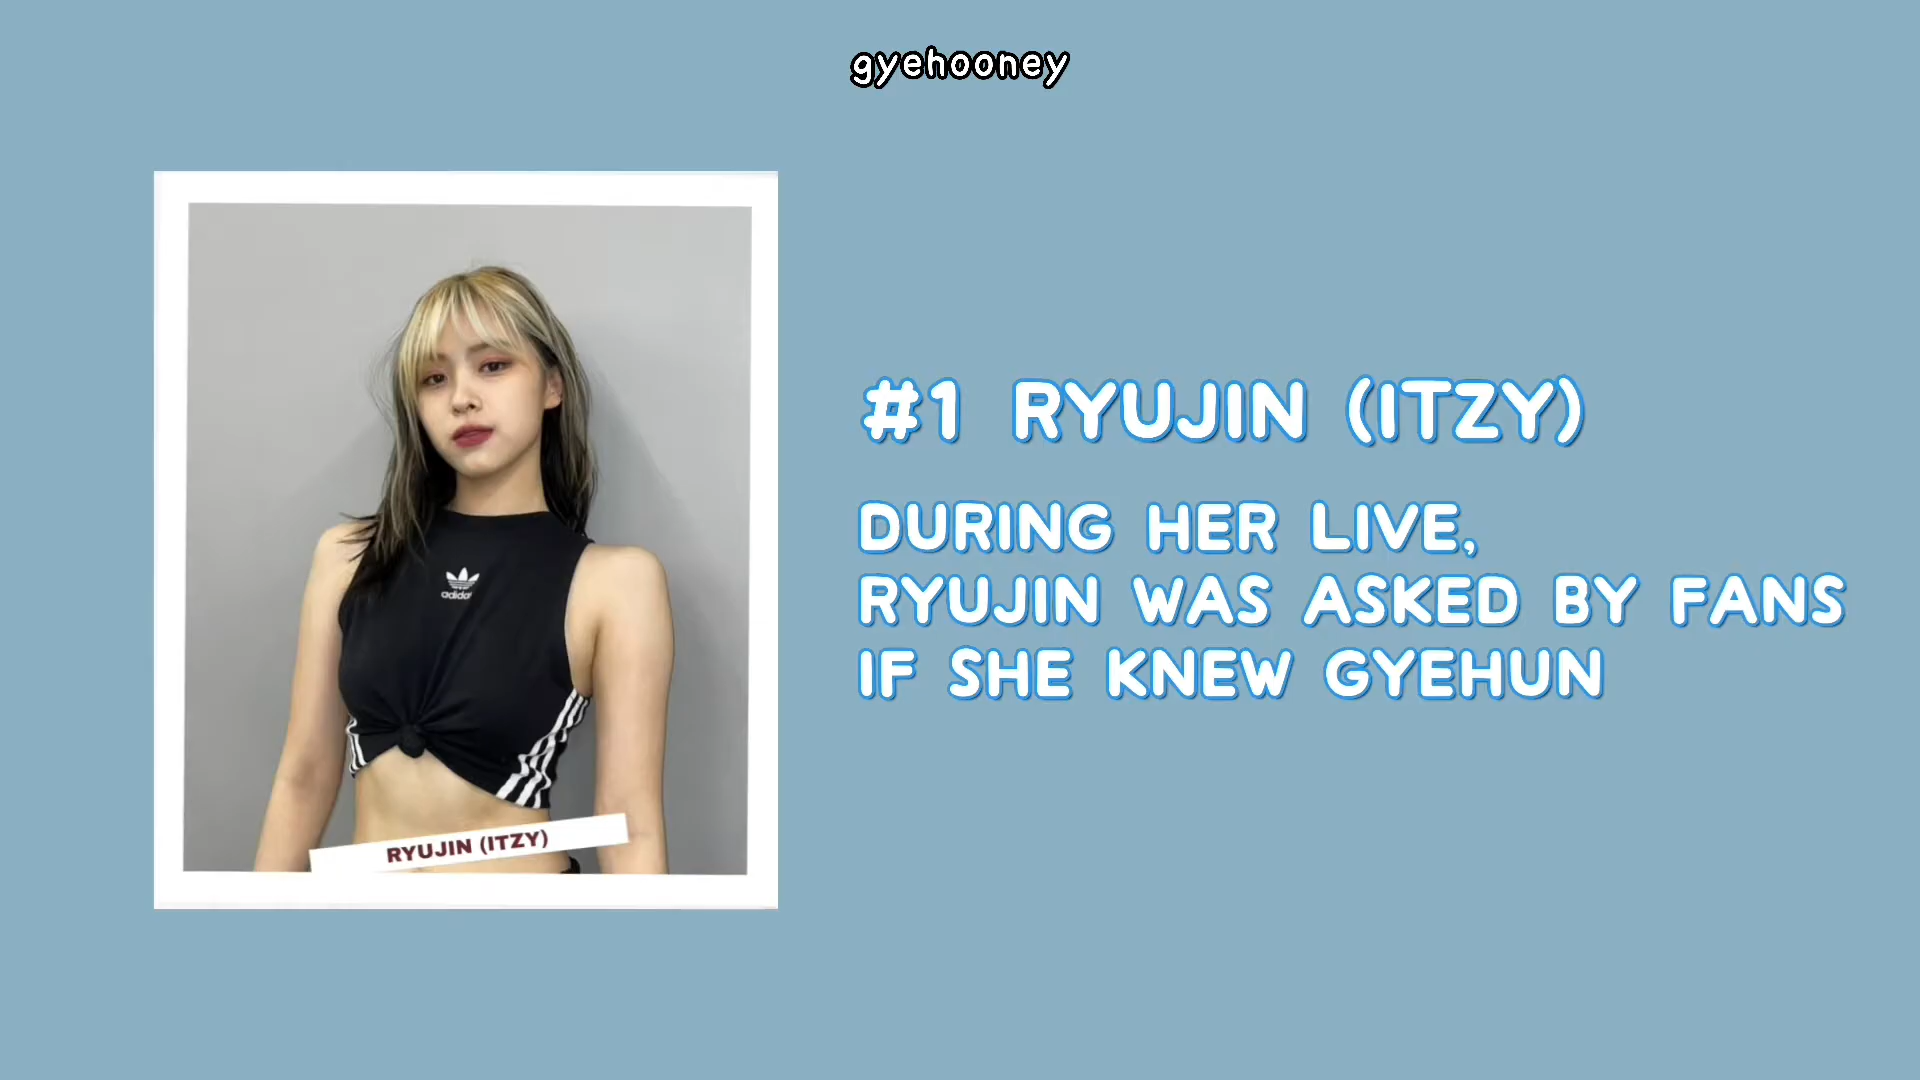 gyehooney
#1 RYUJIN (ITZY)
DURING HER LIVE,
RYUJIN WAS ASKED BY FANS
IF SHE KNEW GYEHUN
adidas
RYUJIN (ITZY)